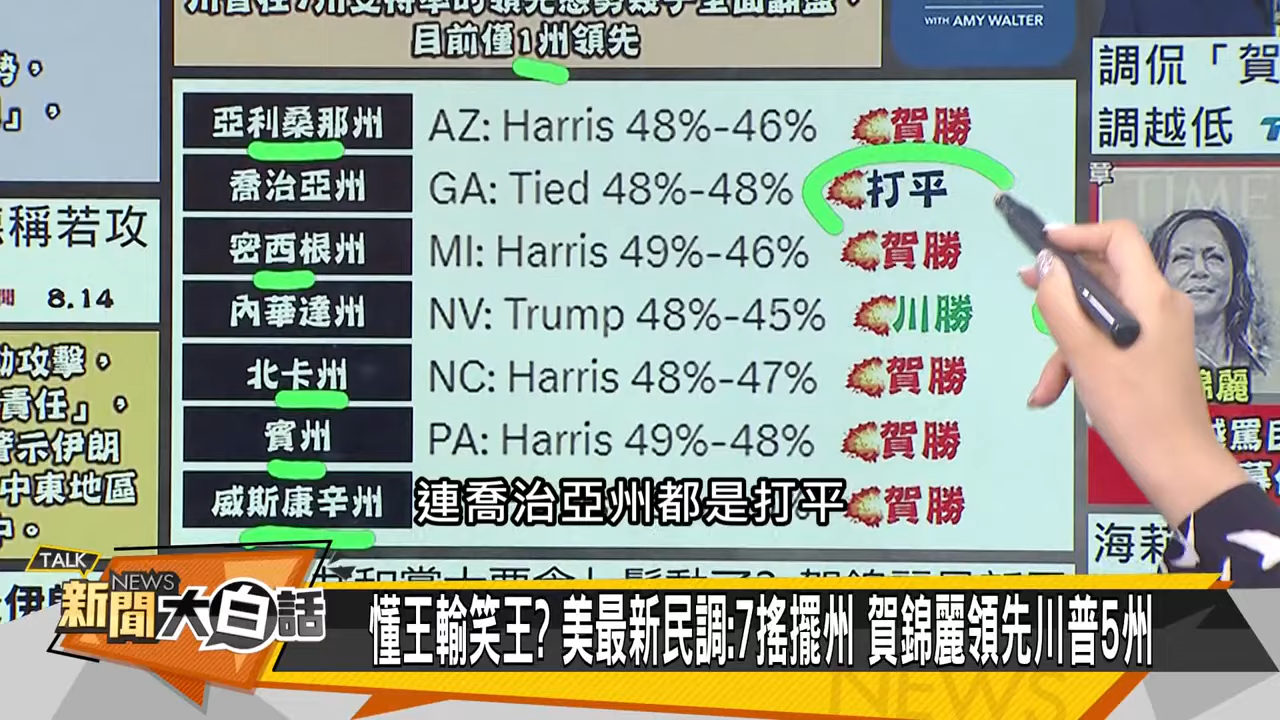 目前僅1州領先
WITH AMY WALTER
調侃「賀
調越低
亞利桑那州 AZ: Harris 48%-46% 賀勝
喬治亞州 GA: Tied 48%-48% 打平
密西根州 MI: Harris 49%-46% 賀勝
內華達州 NV: Trump 48%-45% 川勝
北卡州 NC: Harris 48%-47% 賀勝
賓州 PA: Harris 49%-48% 賀勝
威斯康辛州 賀勝
連喬治亞州都是打平
稱若攻
8.14
動攻擊，
責任」，
警示伊朗
中東地區
中。
章
TIME
錦麗
海莉
TALK
NEWS
新聞大白話
懂王輸笑王? 美最新民調:7搖擺州 賀錦麗領先川普5州
NEWS